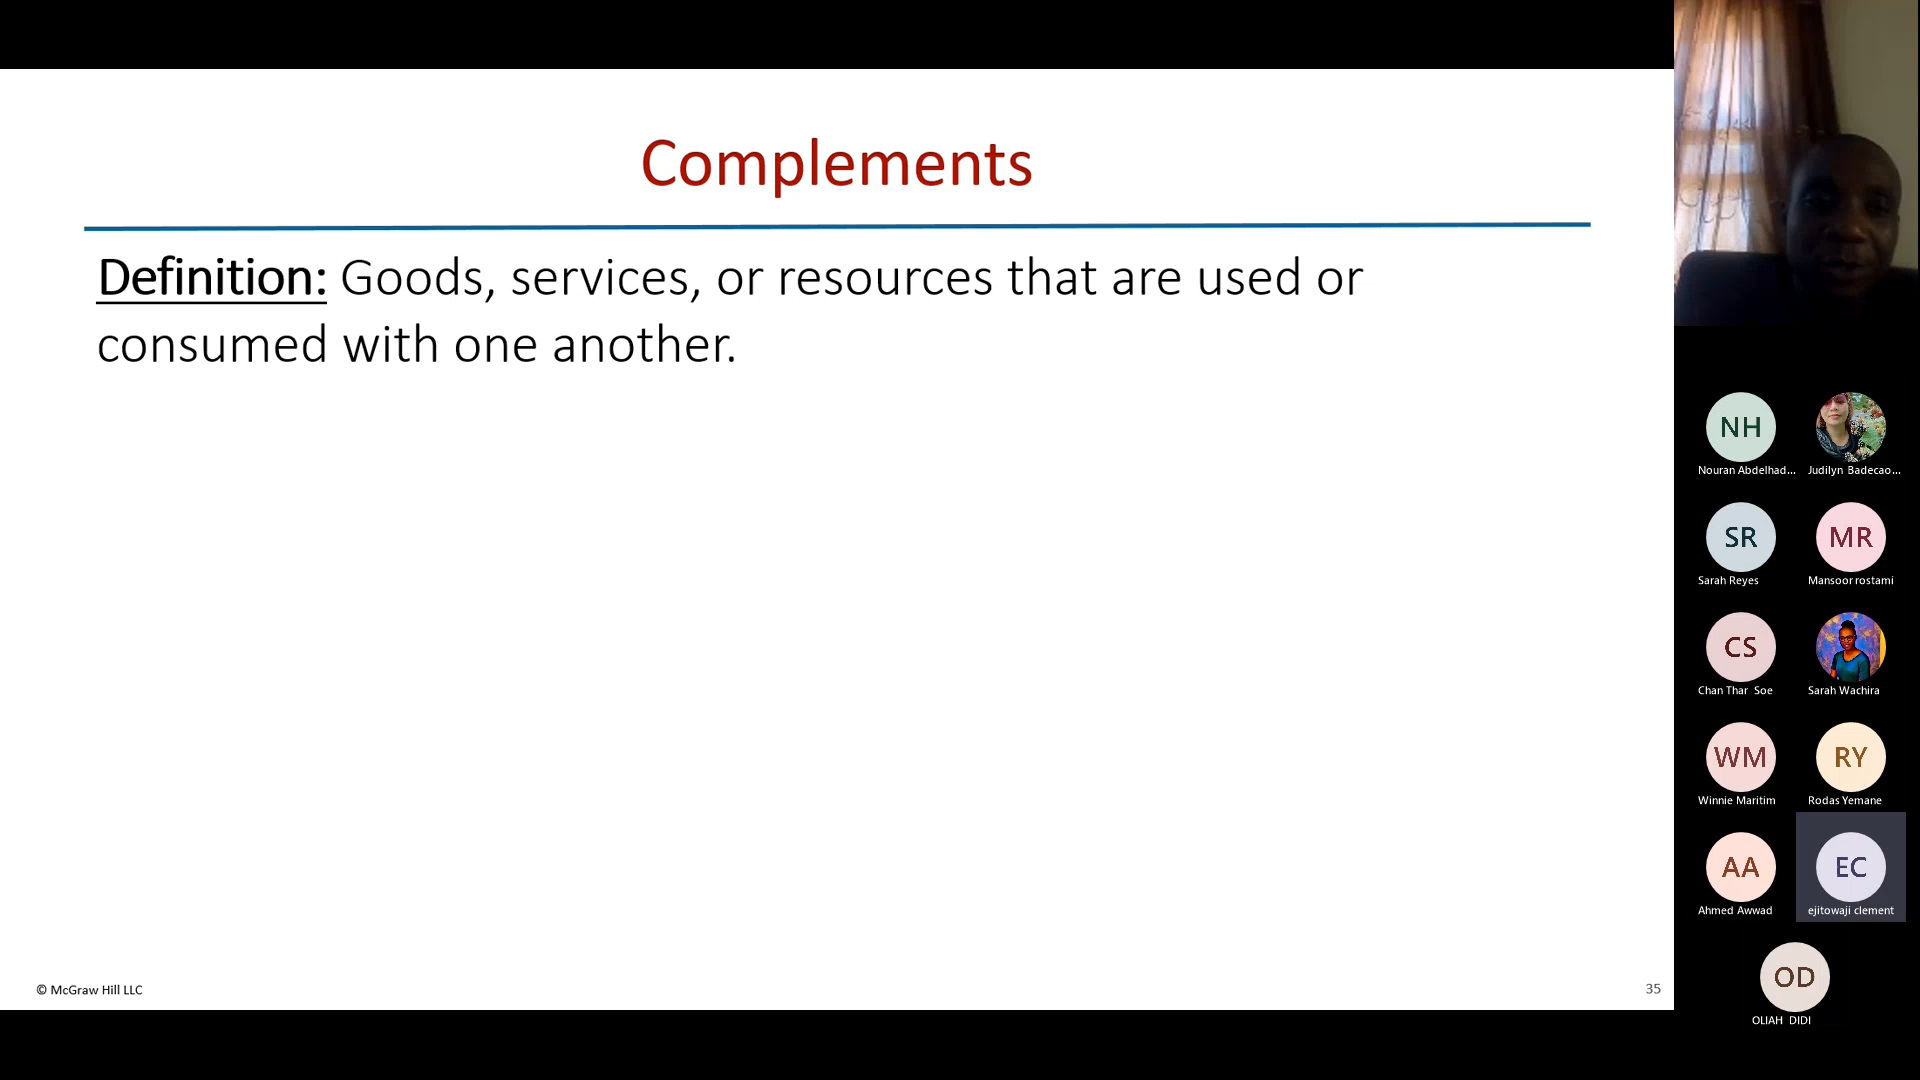 Complements
Definition: Goods, services, or resources that are used or
consumed with one another.
© McGraw Hill LLC
35
NH
Nouran Abdelhad...
Judilyn Badecao...
SR
Sarah Reyes
MR
Mansoor rostami
CS
Chan Thar Soe
Sarah Wachira
WM
Winnie Maritim
RY
Rodas Yemane
AA
Ahmed Awwad
EC
ejitowaji clement
OD
OLIAH DIDI